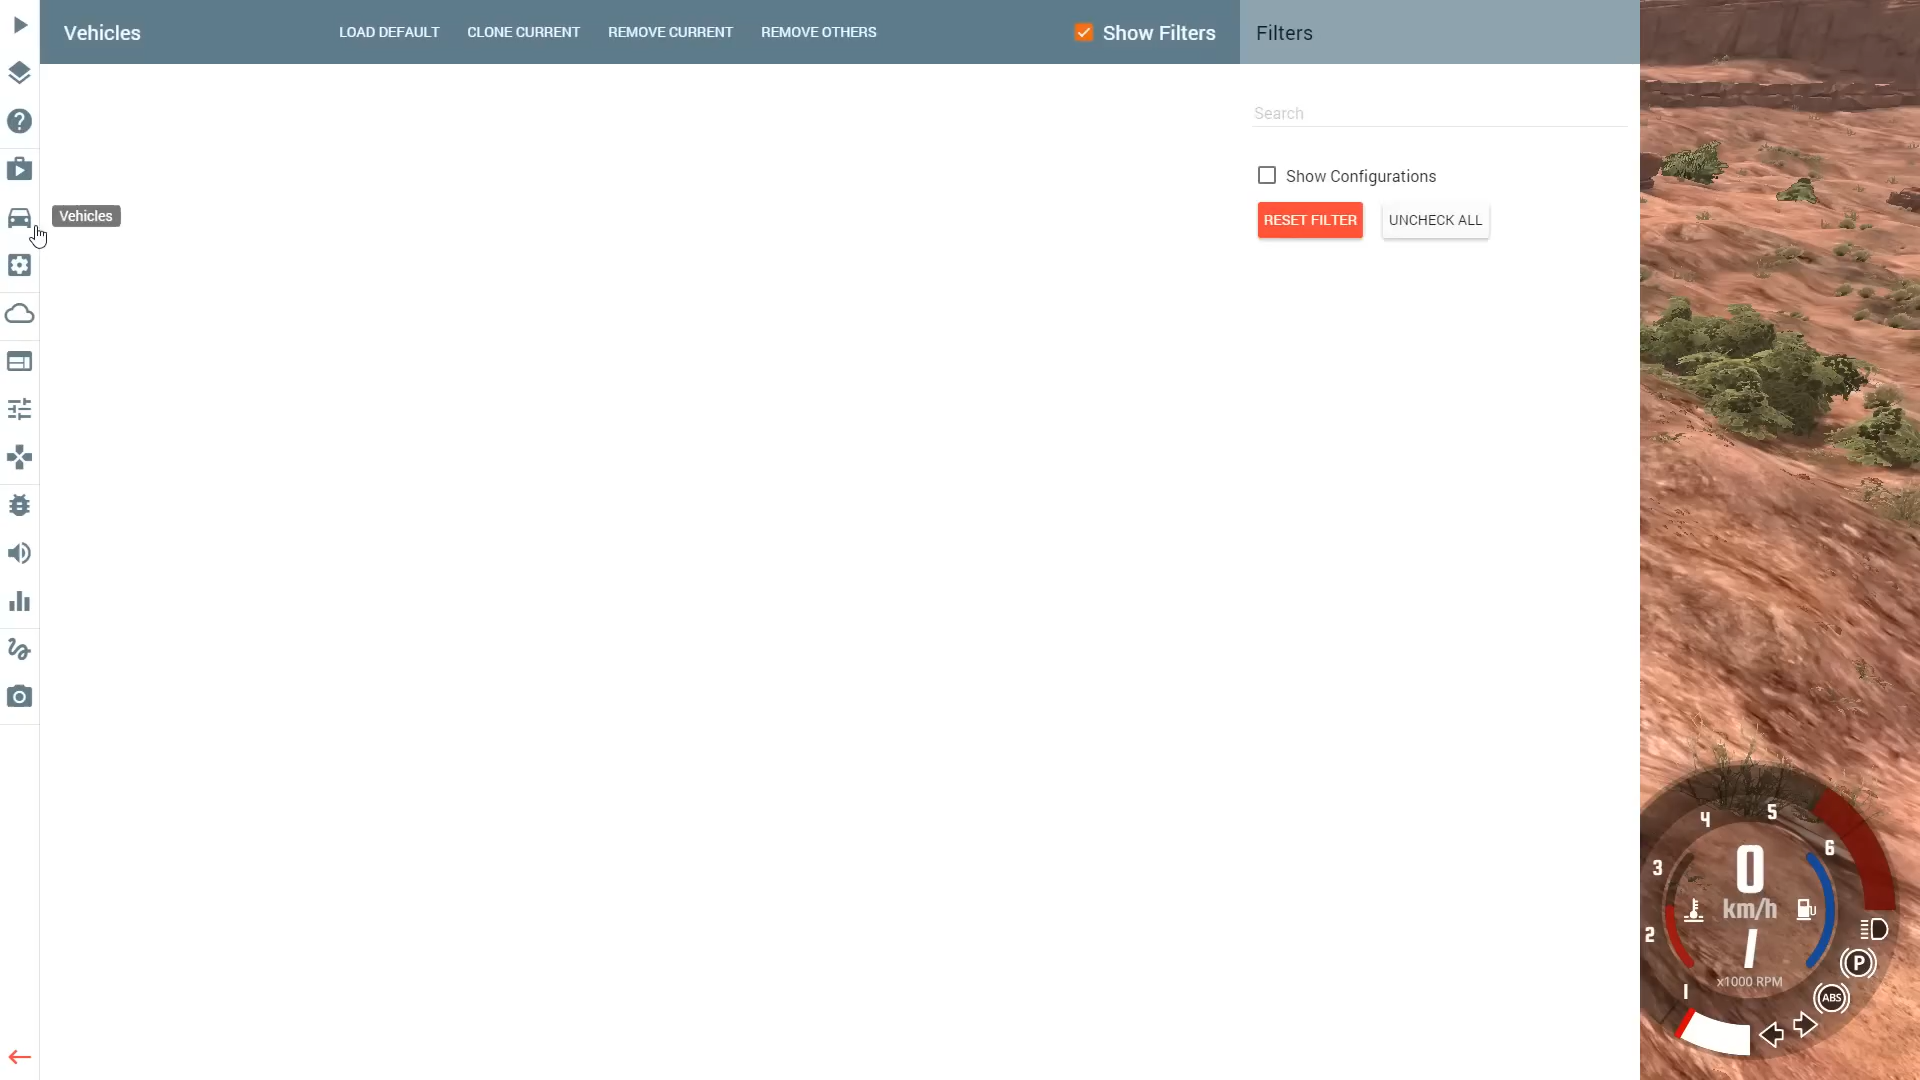 Vehicles
LOAD DEFAULT
CLONE CURRENT
REMOVE CURRENT
REMOVE OTHERS
Show Filters
Filters
Search
Show Configurations
RESET FILTER
UNCHECK ALL
Vehicles
5
4
6
3
0
km/h
2
1
P
x1000 RPM
1
ABS